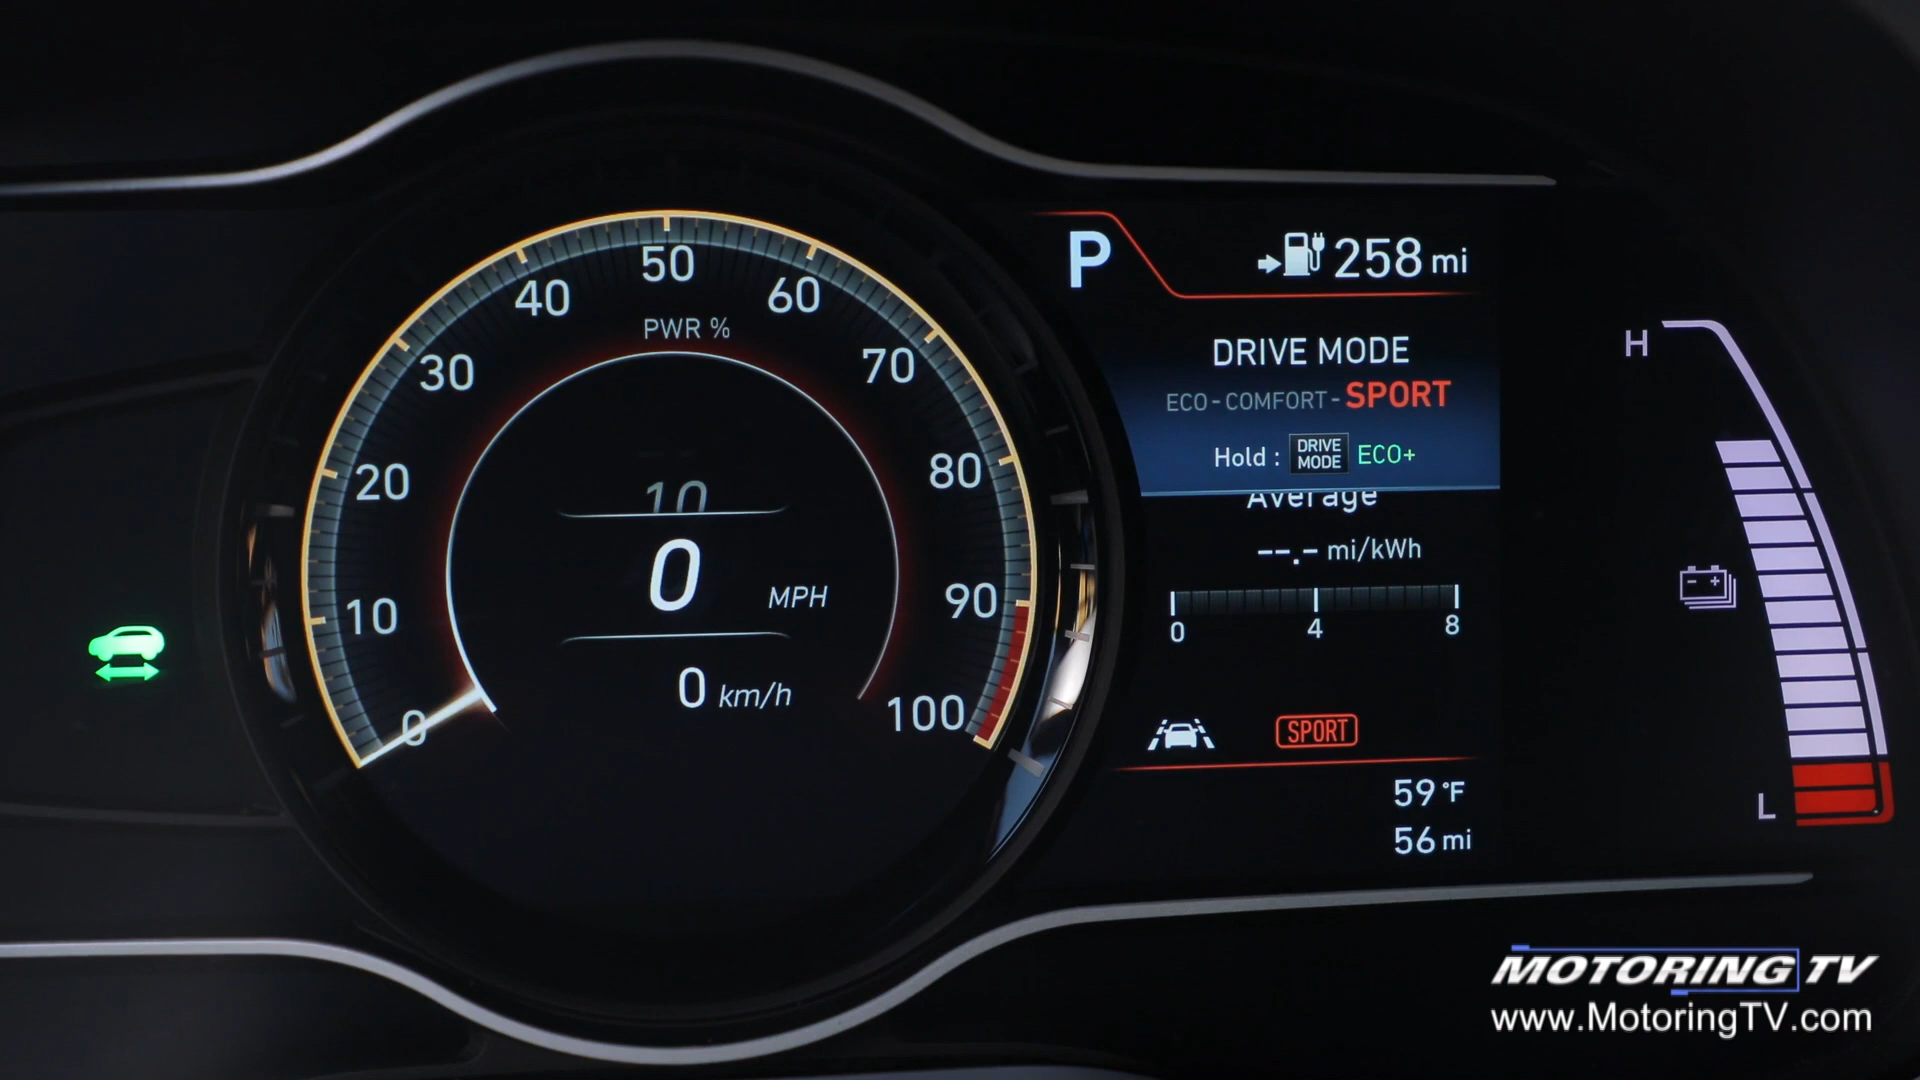 50
40
60
PWR %
30
70
20
80
10
0
MPH
10
90
0 km/h
0
100
P
258 mi
DRIVE MODE
ECO - COMFORT - SPORT
Hold : DRIVE MODE ECO+
Average
--.- mi/kWh
0 4 8
SPORT
59 °F
56 mi
H
L
MOTORING TV
www.MotoringTV.com